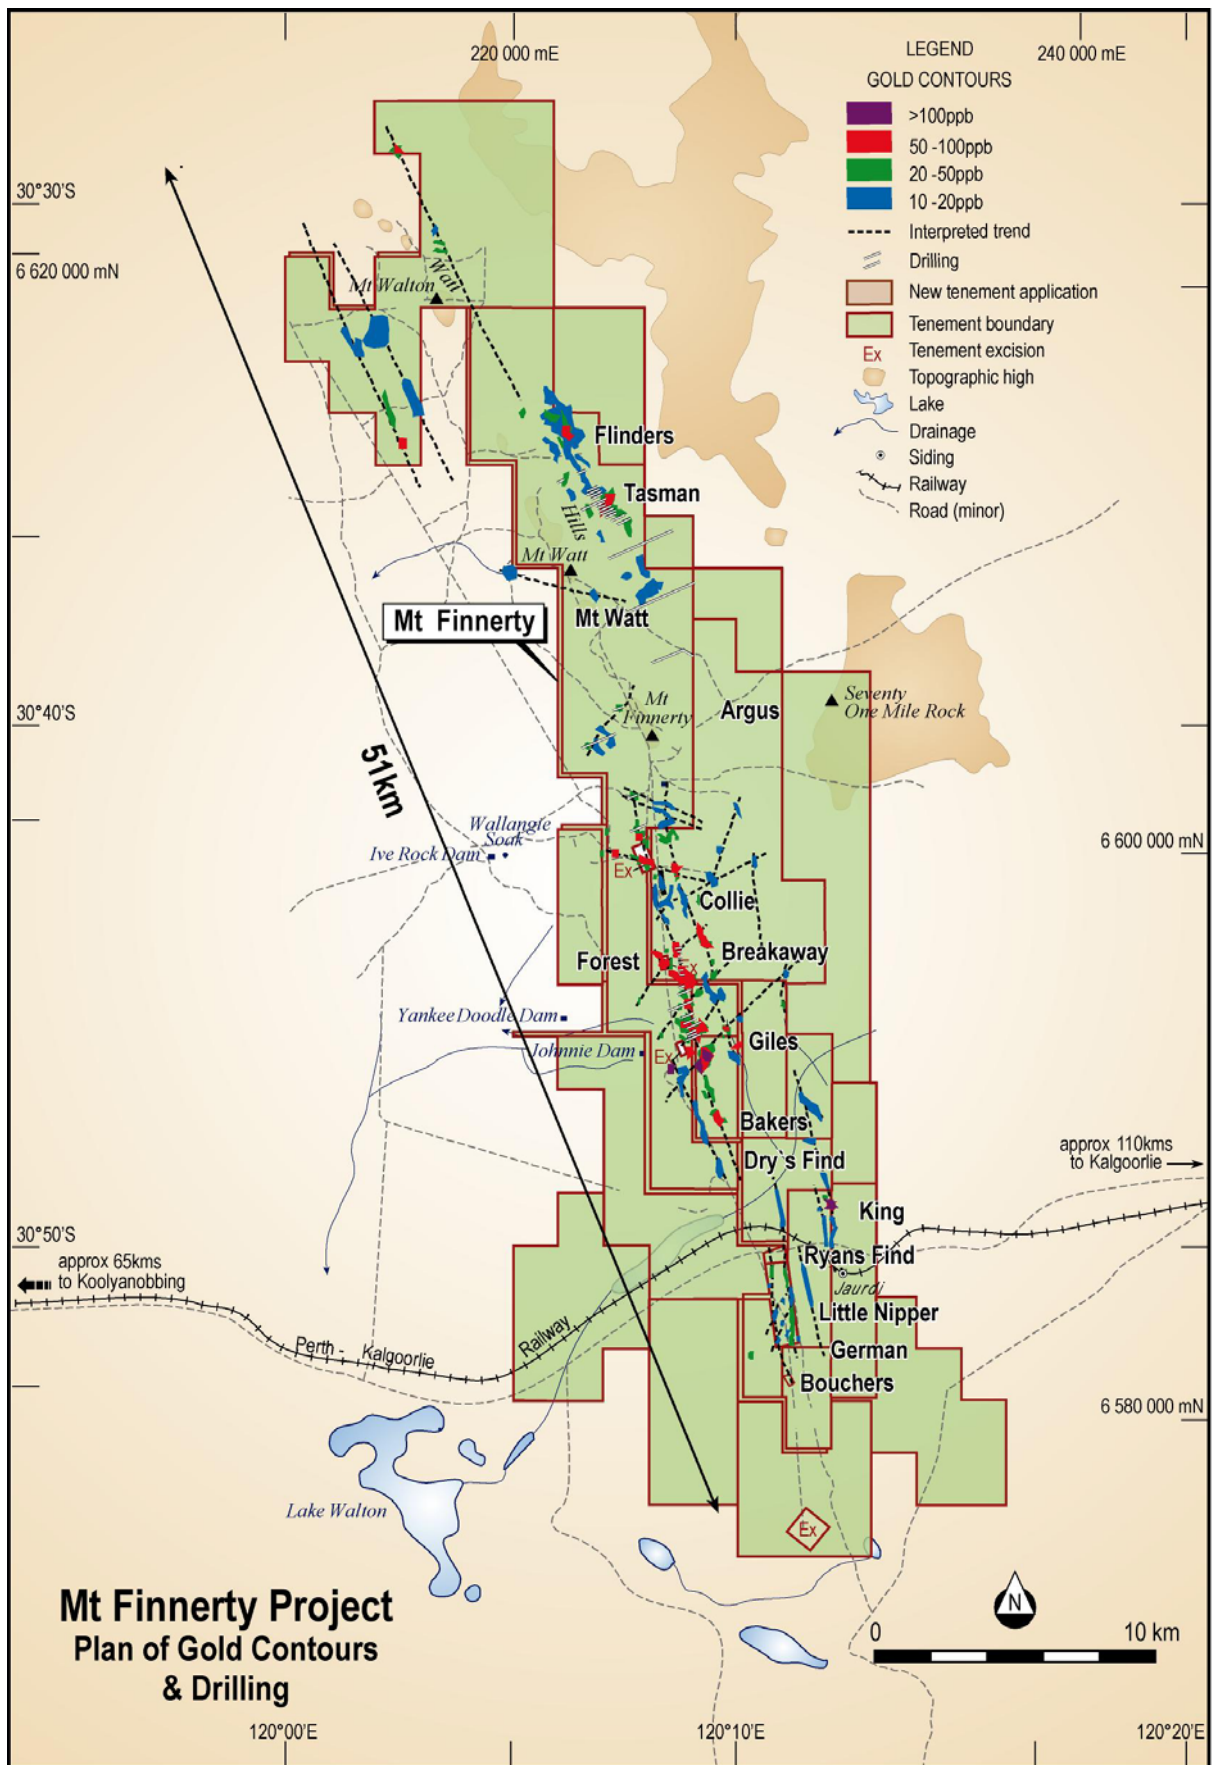 220 000 mE
240 000 mE
LEGEND
GOLD CONTOURS
>100ppb
50 -100ppb
20 -50ppb
10 -20ppb
Interpreted trend
Drilling
New tenement application
Tenement boundary
Ex
Tenement excision
Topographic high
Lake
Drainage
Siding
Railway
Road (minor)
30°30'S
6 620 000 mN
Mt Walton
Watt
Hills
Flinders
Tasman
Mt Watt
Mt Watt
Mt Finnerty
30°40'S
Mt
Finnerty
Argus
Seventy
One Mile Rock
51km
Wallangie
Soak
Ive Rock Dam
Ex
6 600 000 mN
Collie
Breakaway
Forest
Ex
Yankee Doodle Dam
Johnnie Dam
Ex
Giles
Bakers
Dry's Find
approx 110kms
to Kalgoorlie
King
30°50'S
approx 65kms
to Koolyanobbing
Ryans Find
Jaurdi
Little Nipper
German
Bouchers
Perth - Kalgoorlie
Railway
6 580 000 mN
Lake Walton
Ex
Mt Finnerty Project
Plan of Gold Contours
& Drilling
N
0
10 km
120°00'E
120°10'E
120°20'E